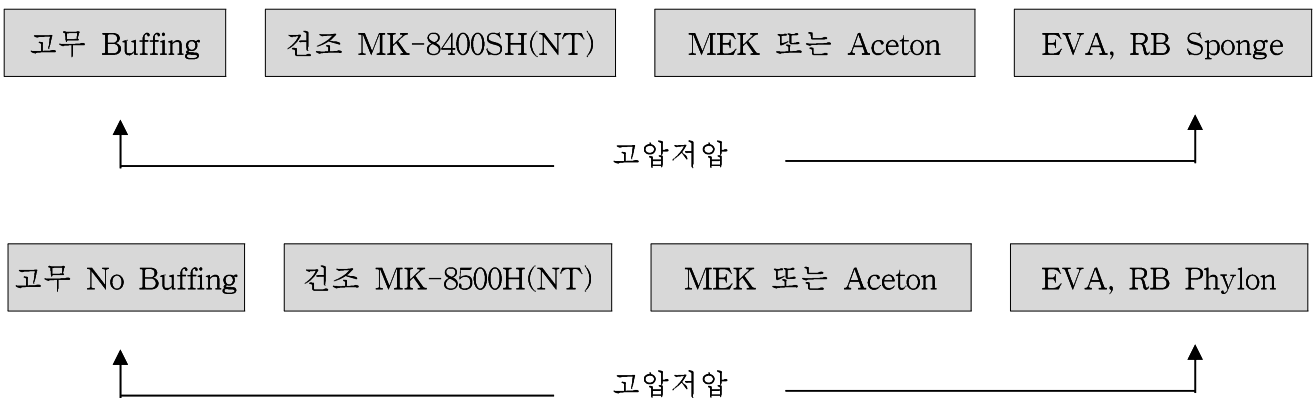 고무 Buffing 건조 MK-8400SH(NT) MEK 또는 Aceton EVA, RB Sponge
고압저압
고무 No Buffing 건조 MK-8500H(NT) MEK 또는 Aceton EVA, RB Phylon
고압저압